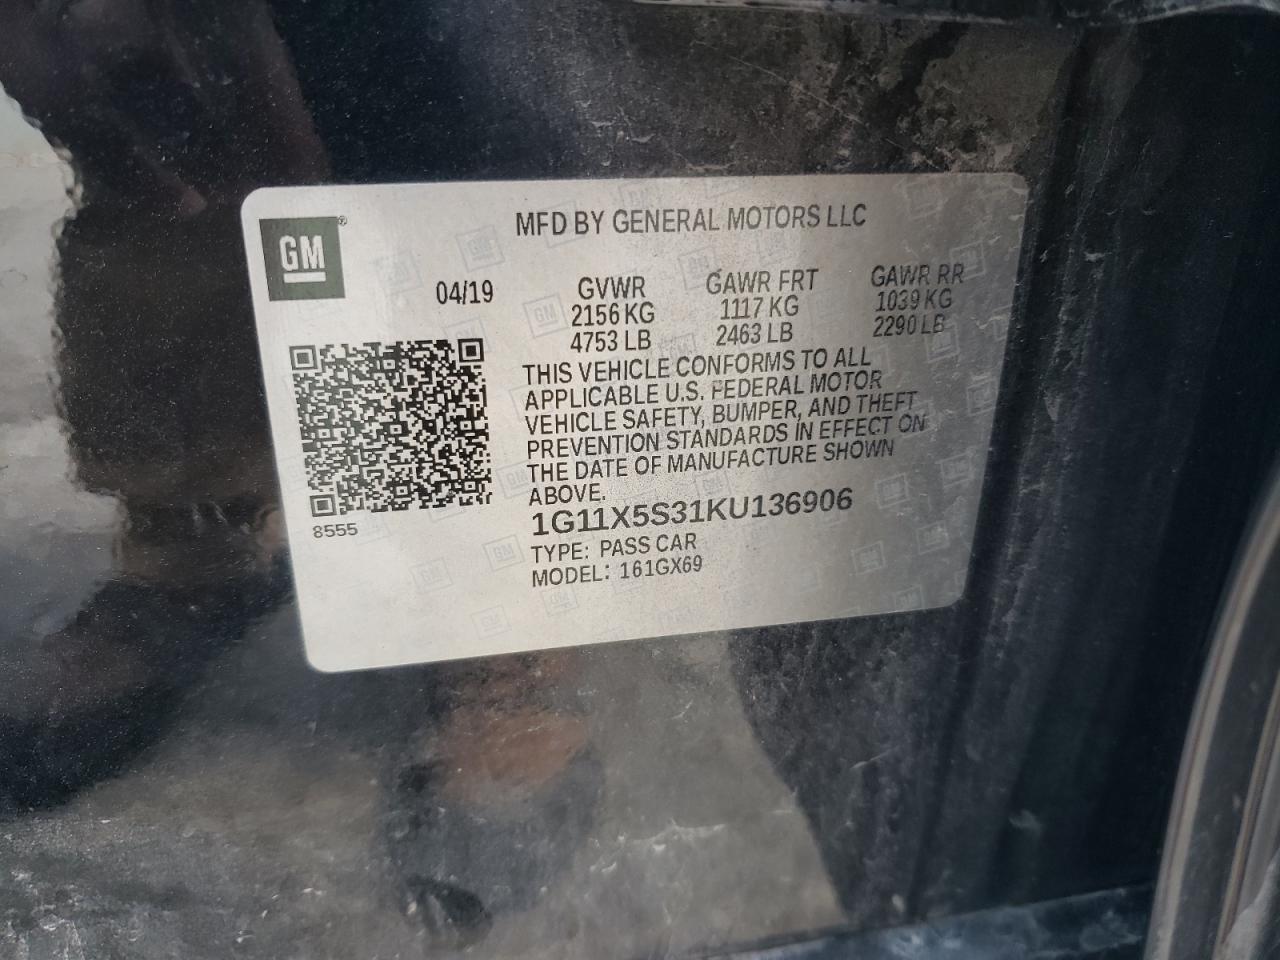 GM®
MFD BY GENERAL MOTORS LLC
04/19
GVWR
2156 KG
4753 LB
GAWR FRT
1117 KG
2463 LB
GAWR RR
1039 KG
2290 LB
THIS VEHICLE CONFORMS TO ALL
APPLICABLE U.S. FEDERAL MOTOR
VEHICLE SAFETY, BUMPER, AND THEFT
PREVENTION STANDARDS IN EFFECT ON
THE DATE OF MANUFACTURE SHOWN
ABOVE.
1G11X5S31KU136906
TYPE: PASS CAR
MODEL: 161GX69
8555